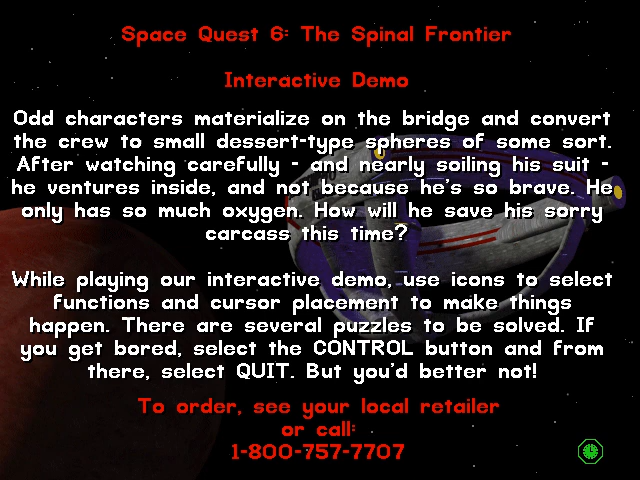 Space Quest 6: The Spinal Frontier
Interactive Demo
Odd characters materialize on the bridge and convert
the crew to small dessert-type spheres of some sort.
After watching carefully - and nearly soiling his suit -
he ventures inside, and not because he's so brave. He
only has so much oxygen. How will he save his sorry
carcass this time?
While playing our interactive demo, use icons to select
functions and cursor placement to make things
happen. There are several puzzles to be solved. If
you get bored, select the CONTROL button and from
there, select QUIT. But you'd better not!
To order, see your local retailer
or call:
1-800-757-7707